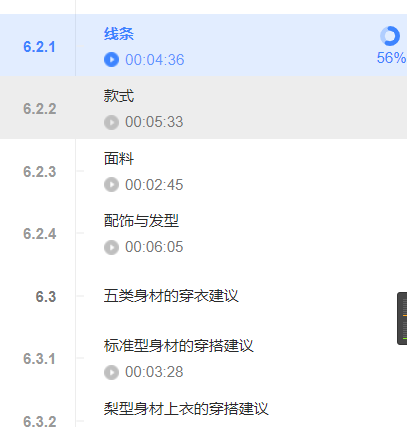 6.2.1 线条
00:04:36 56%
6.2.2 款式
00:05:33
6.2.3 面料
00:02:45
6.2.4 配饰与发型
00:06:05
6.3 五类身材的穿衣建议
6.3.1 标准型身材的穿搭建议
00:03:28
6.3.2 梨型身材上衣的穿搭建议